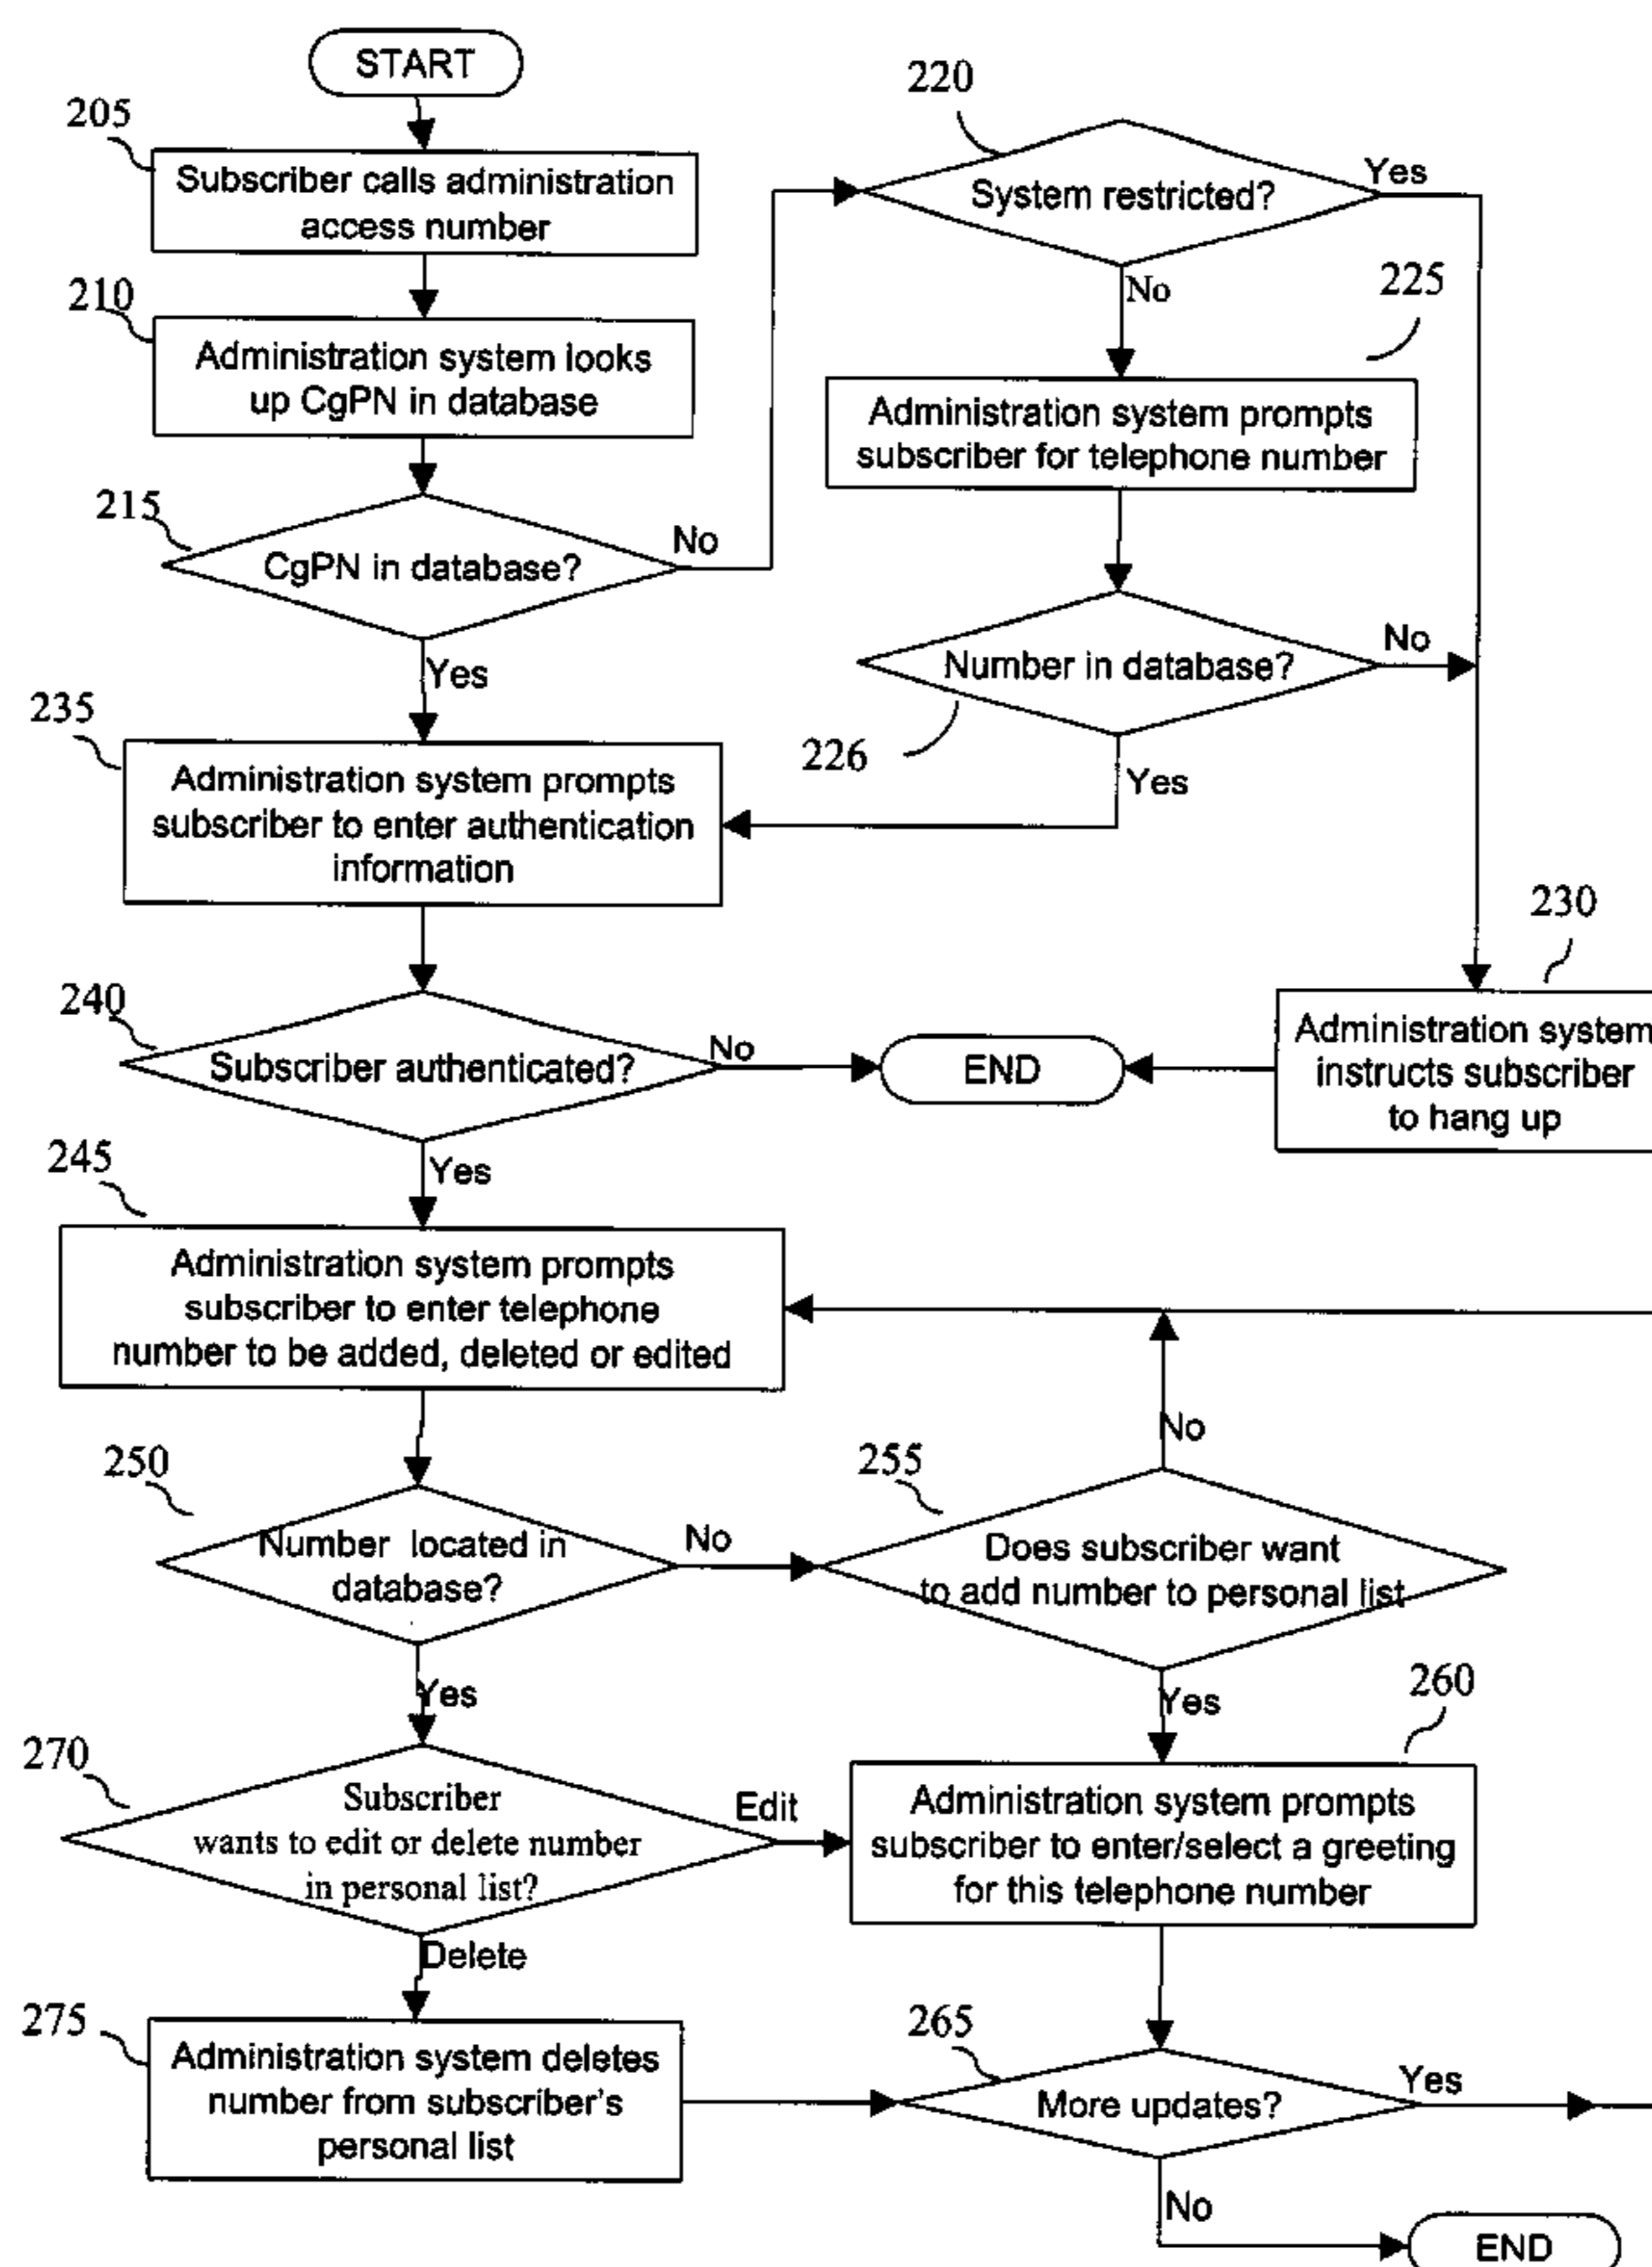 START
205
Subscriber calls administration
access number
210
Administration system looks
up CgPN in database
215
CgPN in database?
No
Yes
220
System restricted?
Yes
No
225
Administration system prompts
subscriber for telephone number
Number in database?
No
226
Yes
235
Administration system prompts
subscriber to enter authentication
information
230
Administration system
instructs subscriber
to hang up
240
Subscriber authenticated?
No
END
Yes
245
Administration system prompts
subscriber to enter telephone
number to be added, deleted or edited
250
Number located in
database?
No
Yes
255
Does subscriber want
to add number to personal list
No
Yes
260
Administration system prompts
subscriber to enter/select a greeting
for this telephone number
270
Subscriber
wants to edit or delete number
in personal list?
Edit
Delete
275
Administration system deletes
number from subscriber's
personal list
265
More updates?
Yes
No
END